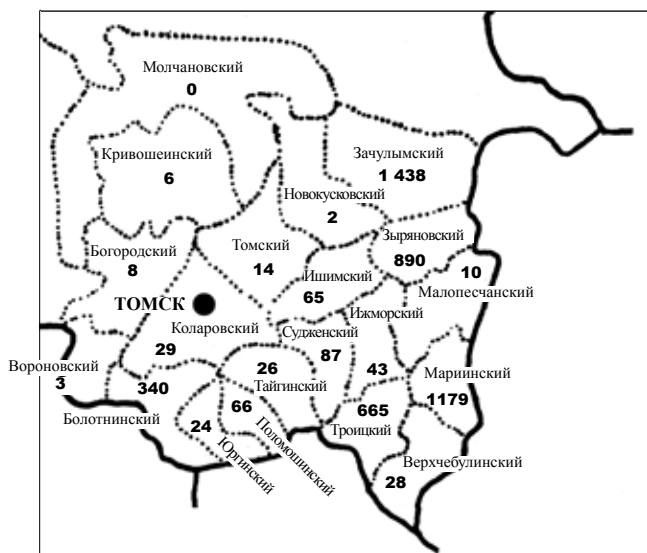 Молчановский
0
Кривошеинский
6
Зачулымский
1 438
Новокусковский
2
Зыряновский
890
Богородский
8
Томский
14
Ишимский
65
10
Малопесчанский
ТОМСК
Коларовский
29
Судженский
87
Ижморский
43
Вороновский
3
340
Болотнинский
26
Тайгинский
Мариинский
1179
66
Поломошинский
24
Юргинский
665
Троицкий
Верхчебулинский
28